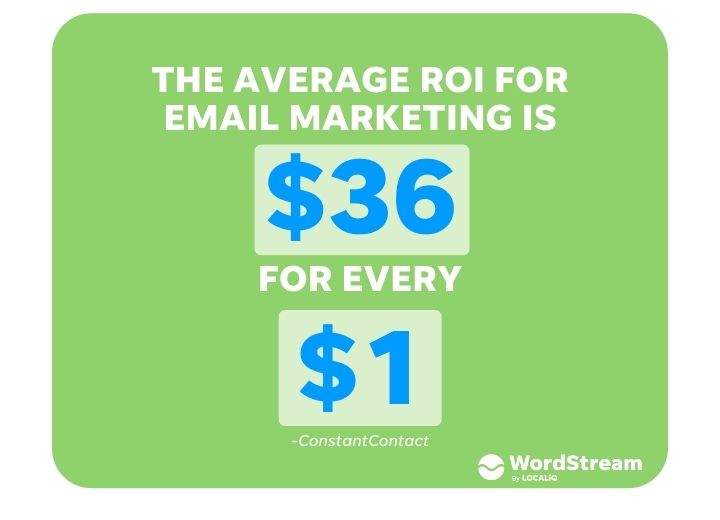 THE AVERAGE ROI FOR
EMAIL MARKETING IS
$36
FOR EVERY
$1
-ConstantContact
WordStream
By LOCALiQ